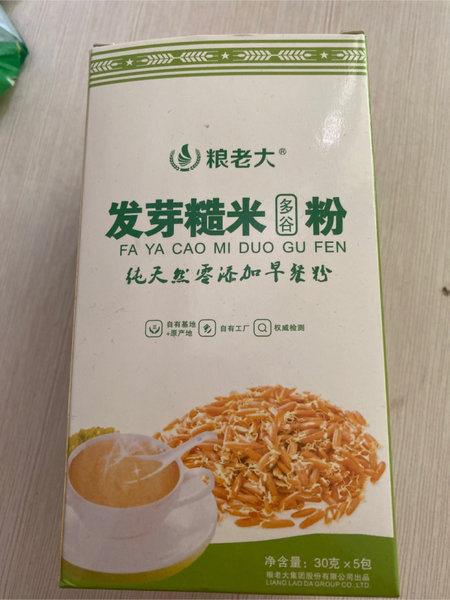 粮老大®
发芽糙米多谷粉
FA YA CAO MI DUO GU FEN
纯天然零添加早餐粉
自有基地
+原产地
自有工厂
权威检测
净含量：30克×5包
粮老大集团股份有限公司出品
LIANG LAO DA GROUP CO., LTD